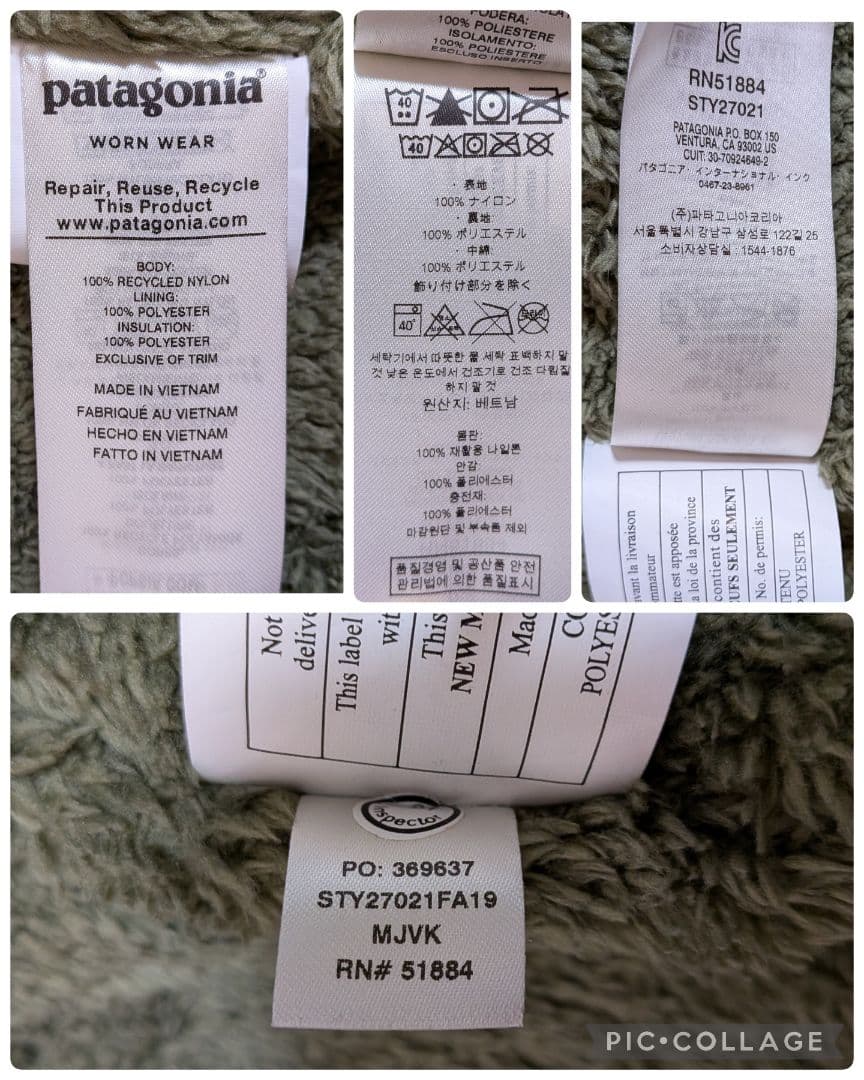 patagonia®
WORN WEAR
Repair, Reuse, Recycle
This Product
www.patagonia.com
BODY:
100% RECYCLED NYLON
LINING:
100% POLYESTER
INSULATION:
100% POLYESTER
EXCLUSIVE OF TRIM
MADE IN VIETNAM
FABRIQUÉ AU VIETNAM
HECHO EN VIETNAM
FATTO IN VIETNAM
FODERA:
100% POLIESTERE
ISOLAMENTO:
100% POLIESTERE
ESCLUSO INSERTO
40
40
・表地
100% ナイロン
・裏地
100% ポリエステル
・中綿
100% ポリエステル
飾り付け部分を除く
40°
세탁기에서 따뜻한 물 세탁 표백하지 말
것 낮은 온도에서 건조기로 건조 다림질
하지 말 것
원산지: 베트남
몸판:
100% 재활용 나일론
안감:
100% 폴리에스터
충전재:
100% 폴리에스터
마감원단 및 부속품 제외
품질경영 및 공산품 안전
관리법에 의한 품질표시
RN51884
STY27021
PATAGONIA P.O. BOX 150
VENTURA, CA 93002 US
CUIT: 30-70924649-2
パタゴニア・インターナショナル・インク
0467-23-8961
(주)파타고니아코리아
서울특별시 강남구 삼성로 122길 25
소비자상담실 : 1544-1876
vant la livraison
mmateur
tte est apposée
la loi de la province
contient des
UFS SEULEMENT
No. de permis:
TENU
POLYESTER
Not
delive
This label
wit
This
NEW M
Mac
CO
POLYES
Inspector
PO: 369637
STY27021FA19
MJVK
RN# 51884
PIC•COLLAGE